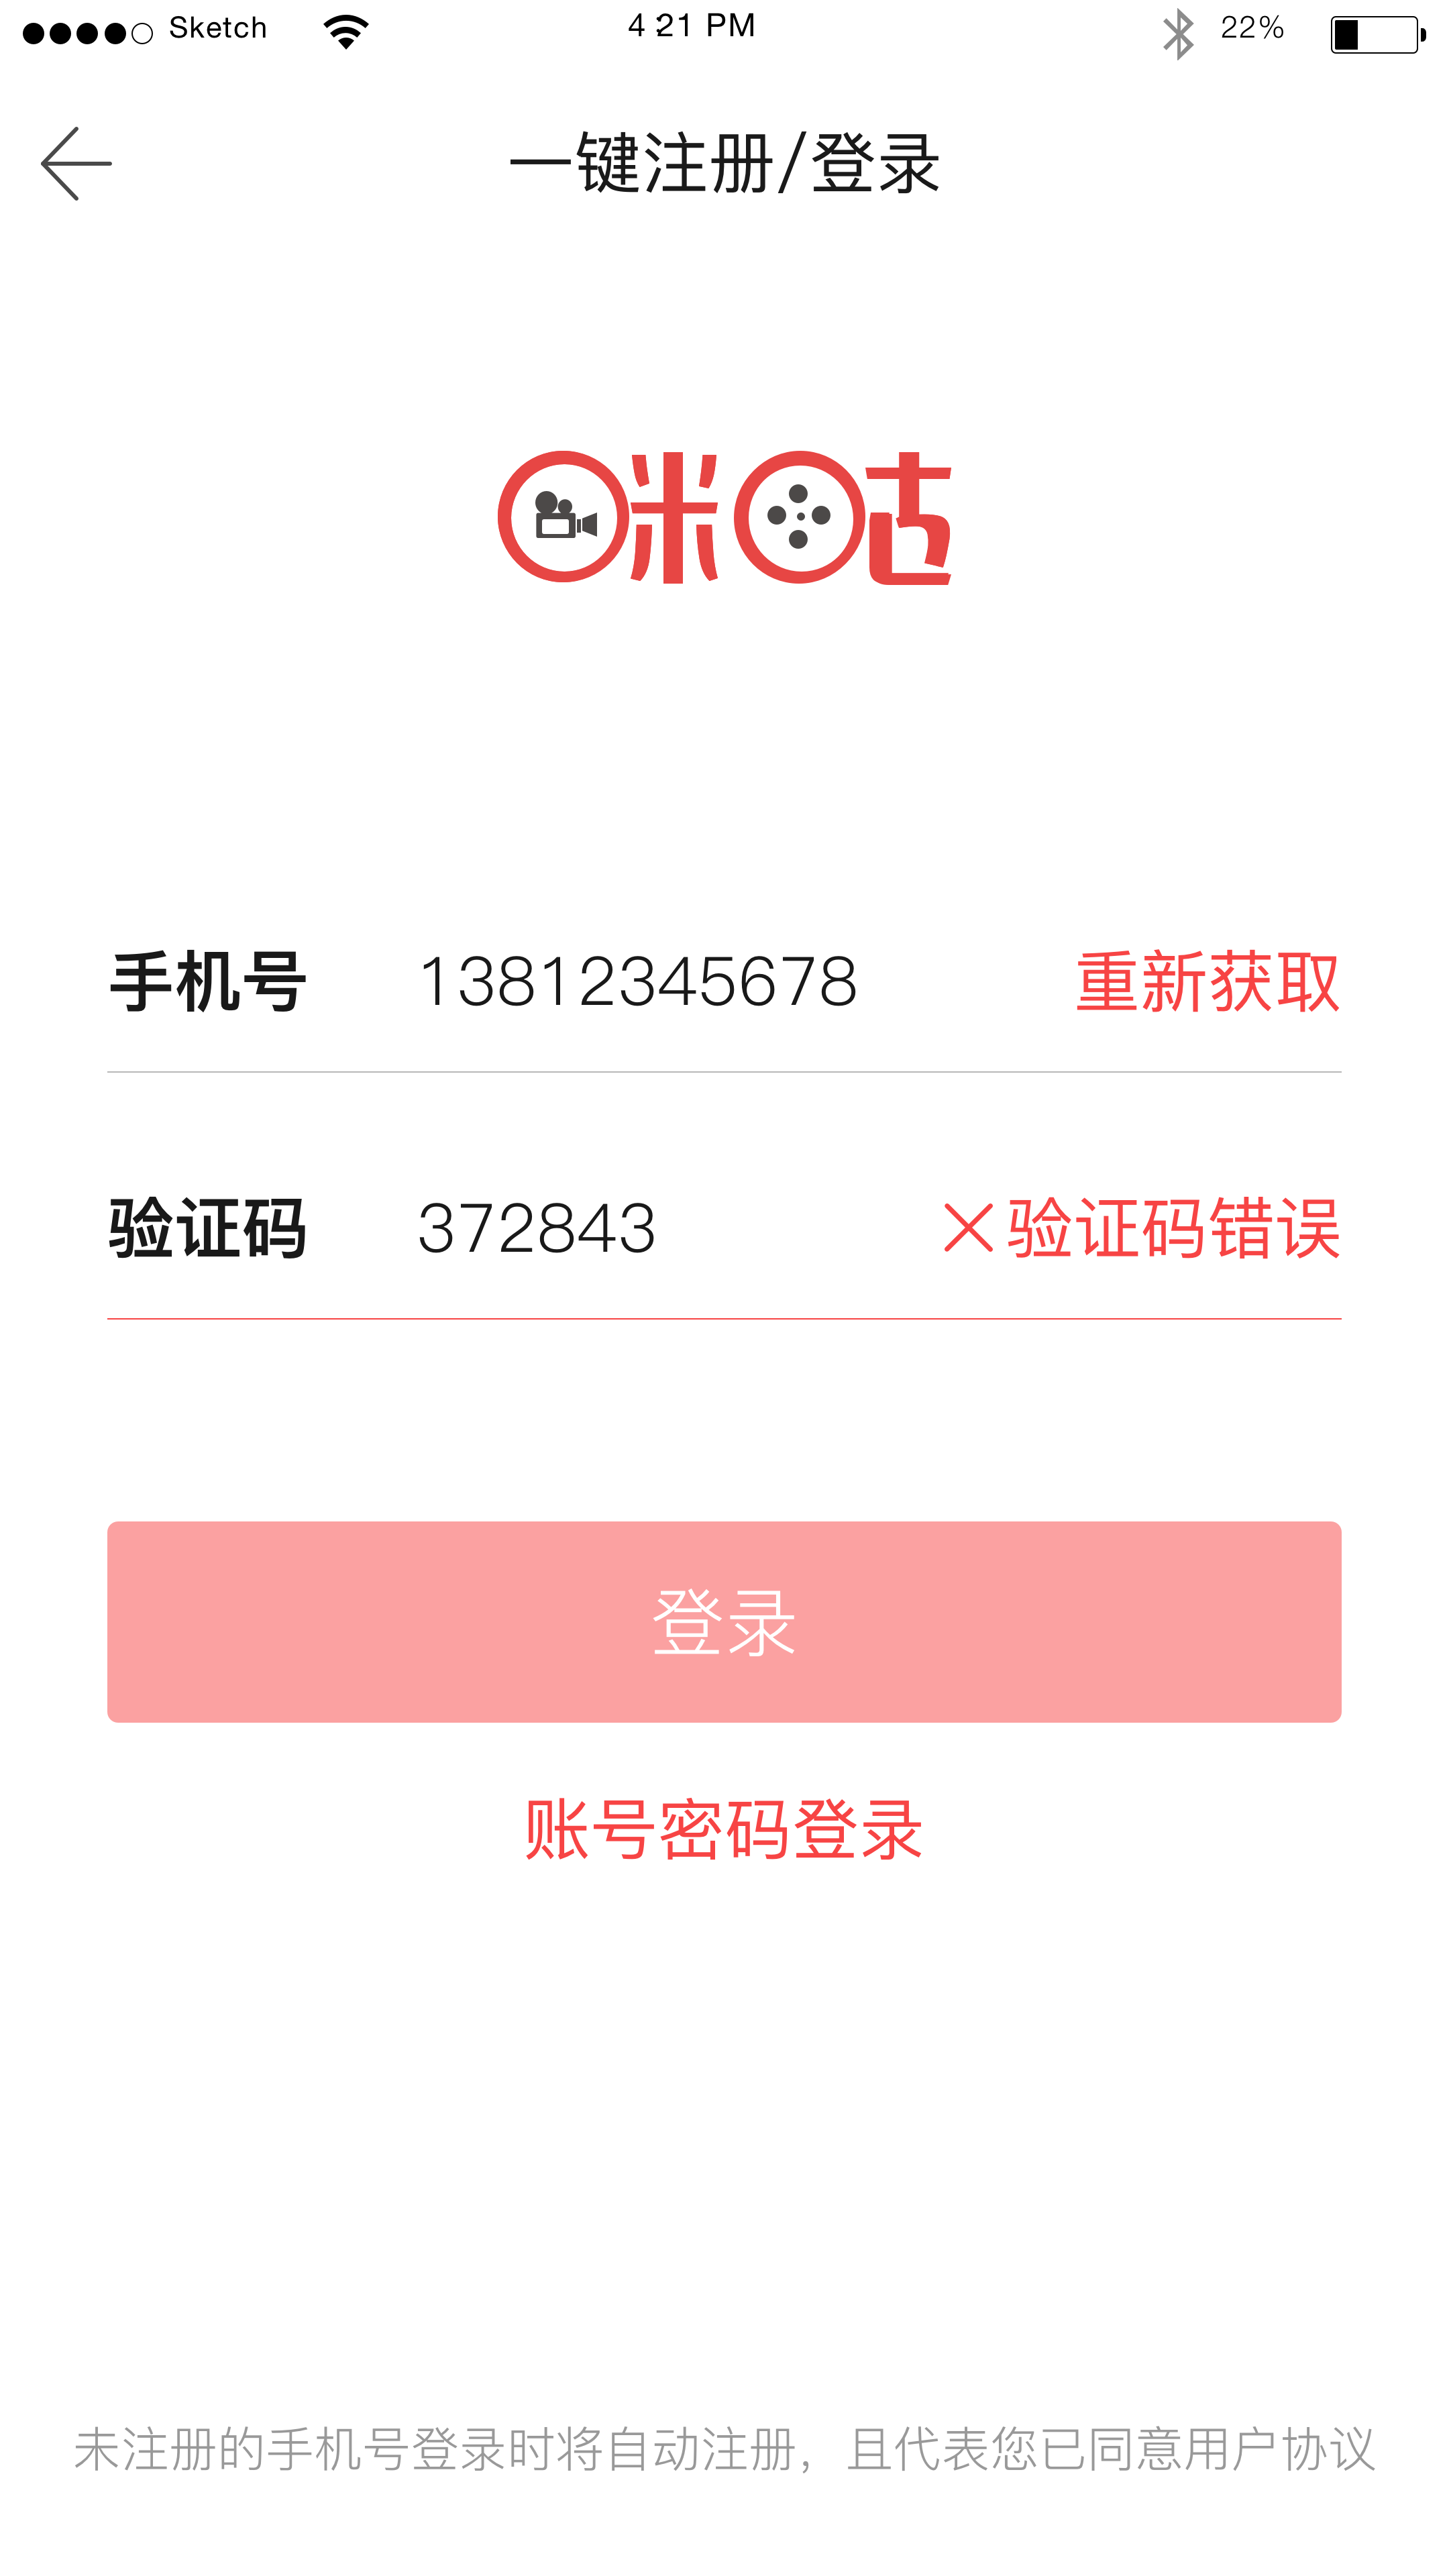 Sketch 4:21 PM 22%
一键注册/登录
咪咕
手机号 13812345678 重新获取
验证码 372843 ×验证码错误
登录
账号密码登录
未注册的手机号登录时将自动注册，且代表您已同意用户协议